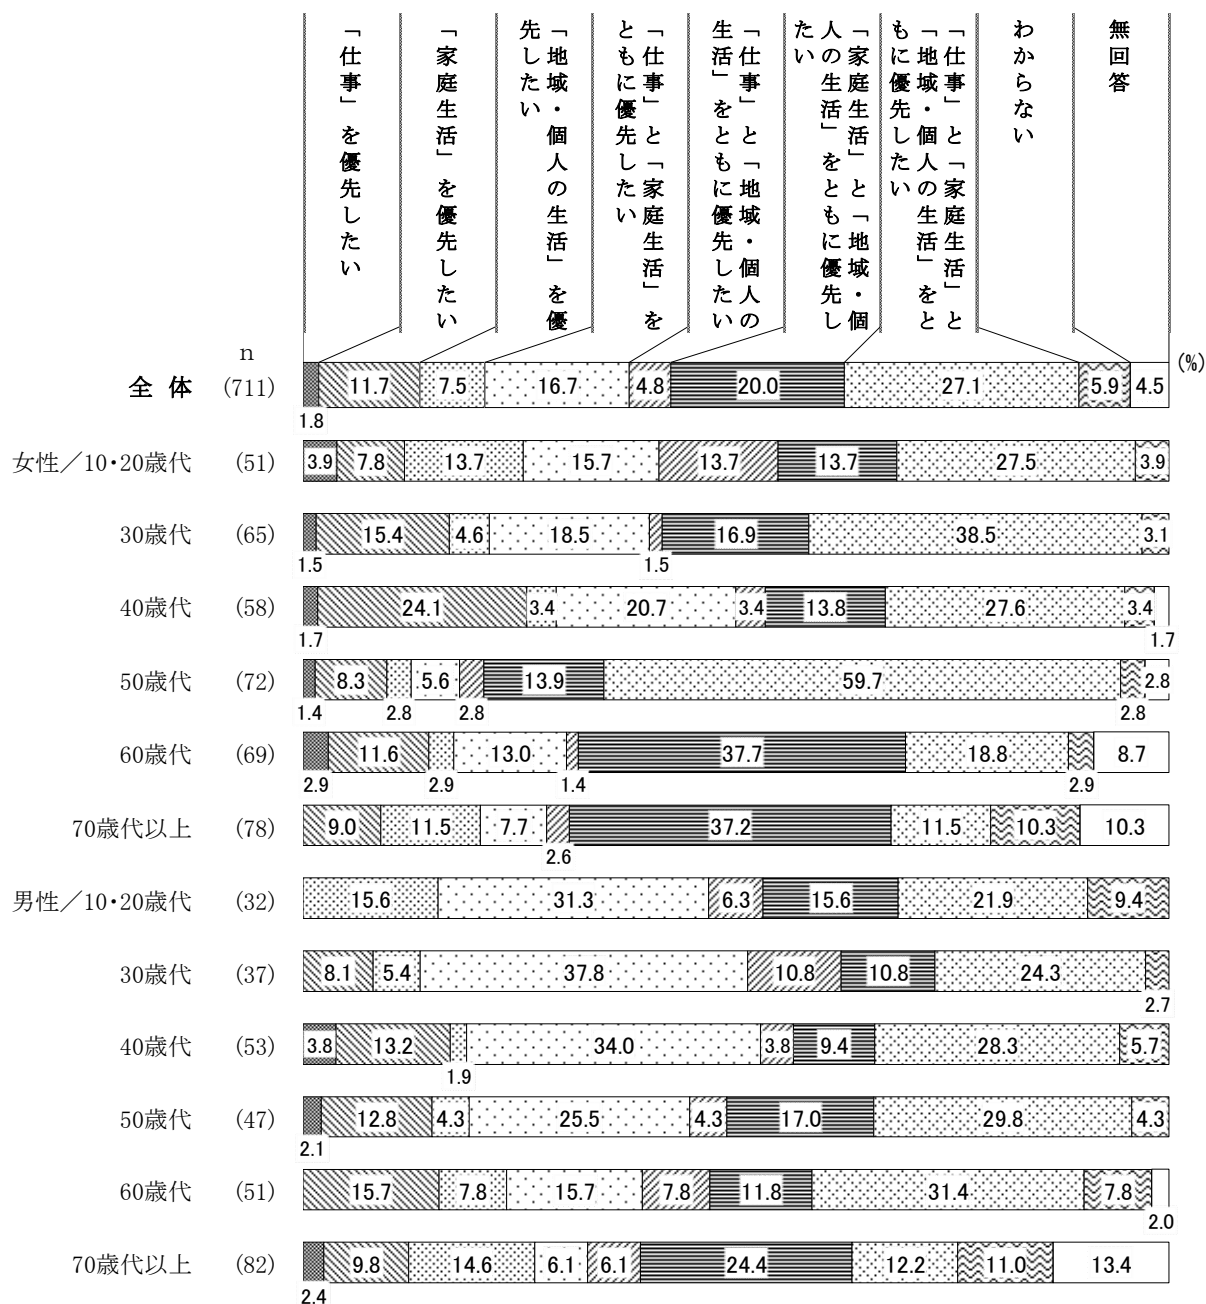 「仕事」を優先したい
「家庭生活」を優先したい
「地域・個人の生活」を優
先したい
「仕事」と「家庭生活」を
ともに優先したい
「仕事」と「地域・個人の
生活」をともに優先したい
「家庭生活」と「地域・個
人の生活」をともに優先し
たい
「仕事」と「家庭生活」と
「地域・個人の生活」をと
もに優先したい
わからない
無回答
n
(%)
全 体 (711) 11.7 7.5 16.7 4.8 20.0 27.1 5.9 4.5
1.8
女性／10・20歳代 (51) 3.9 7.8 13.7 15.7 13.7 13.7 27.5 3.9
30歳代 (65) 15.4 4.6 18.5 16.9 38.5 3.1
1.5 1.5
40歳代 (58) 24.1 3.4 20.7 3.4 13.8 27.6 3.4
1.7 1.7
50歳代 (72) 8.3 5.6 13.9 59.7 2.8
1.4 2.8 2.8 2.8
60歳代 (69) 11.6 13.0 37.7 18.8 8.7
2.9 2.9 1.4 2.9
70歳代以上 (78) 9.0 11.5 7.7 37.2 11.5 10.3 10.3
2.6
男性／10・20歳代 (32) 15.6 31.3 6.3 15.6 21.9 9.4
30歳代 (37) 8.1 5.4 37.8 10.8 10.8 24.3
2.7
40歳代 (53) 3.8 13.2 34.0 3.8 9.4 28.3 5.7
1.9
50歳代 (47) 12.8 4.3 25.5 4.3 17.0 29.8 4.3
2.1
60歳代 (51) 15.7 7.8 15.7 7.8 11.8 31.4 7.8
2.0
70歳代以上 (82) 9.8 14.6 6.1 6.1 24.4 12.2 11.0 13.4
2.4